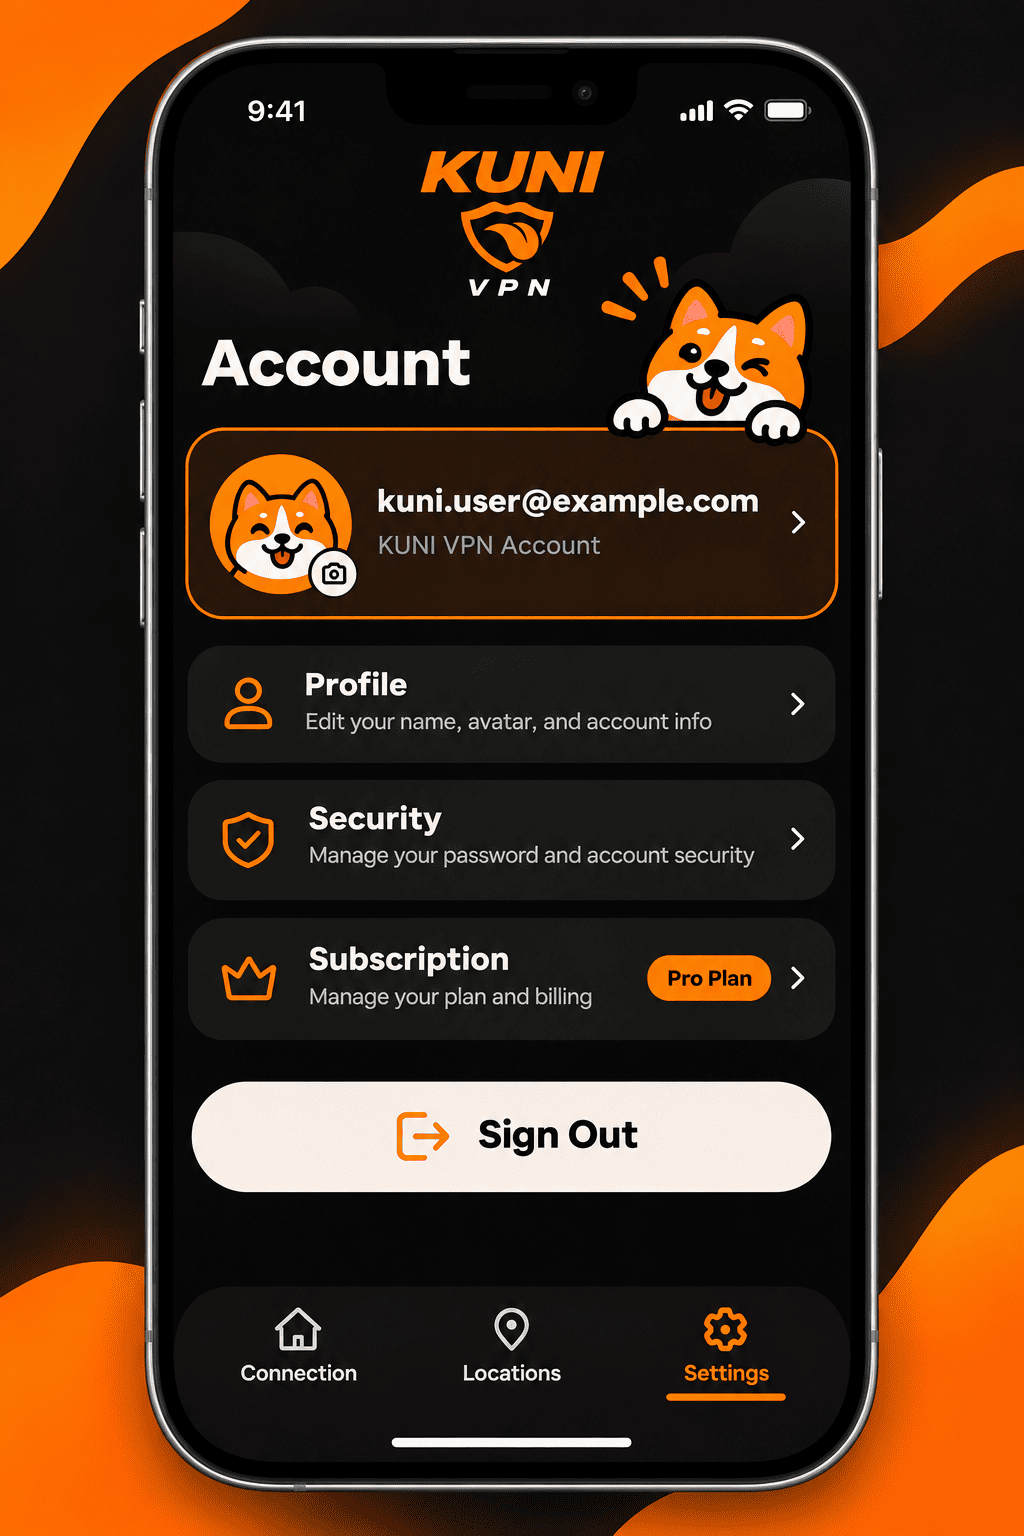 9:41
KUNI
VPN
Account
kuni.user@example.com
KUNI VPN Account
Profile
Edit your name, avatar, and account info
Security
Manage your password and account security
Subscription
Manage your plan and billing
Pro Plan
Sign Out
Connection
Locations
Settings